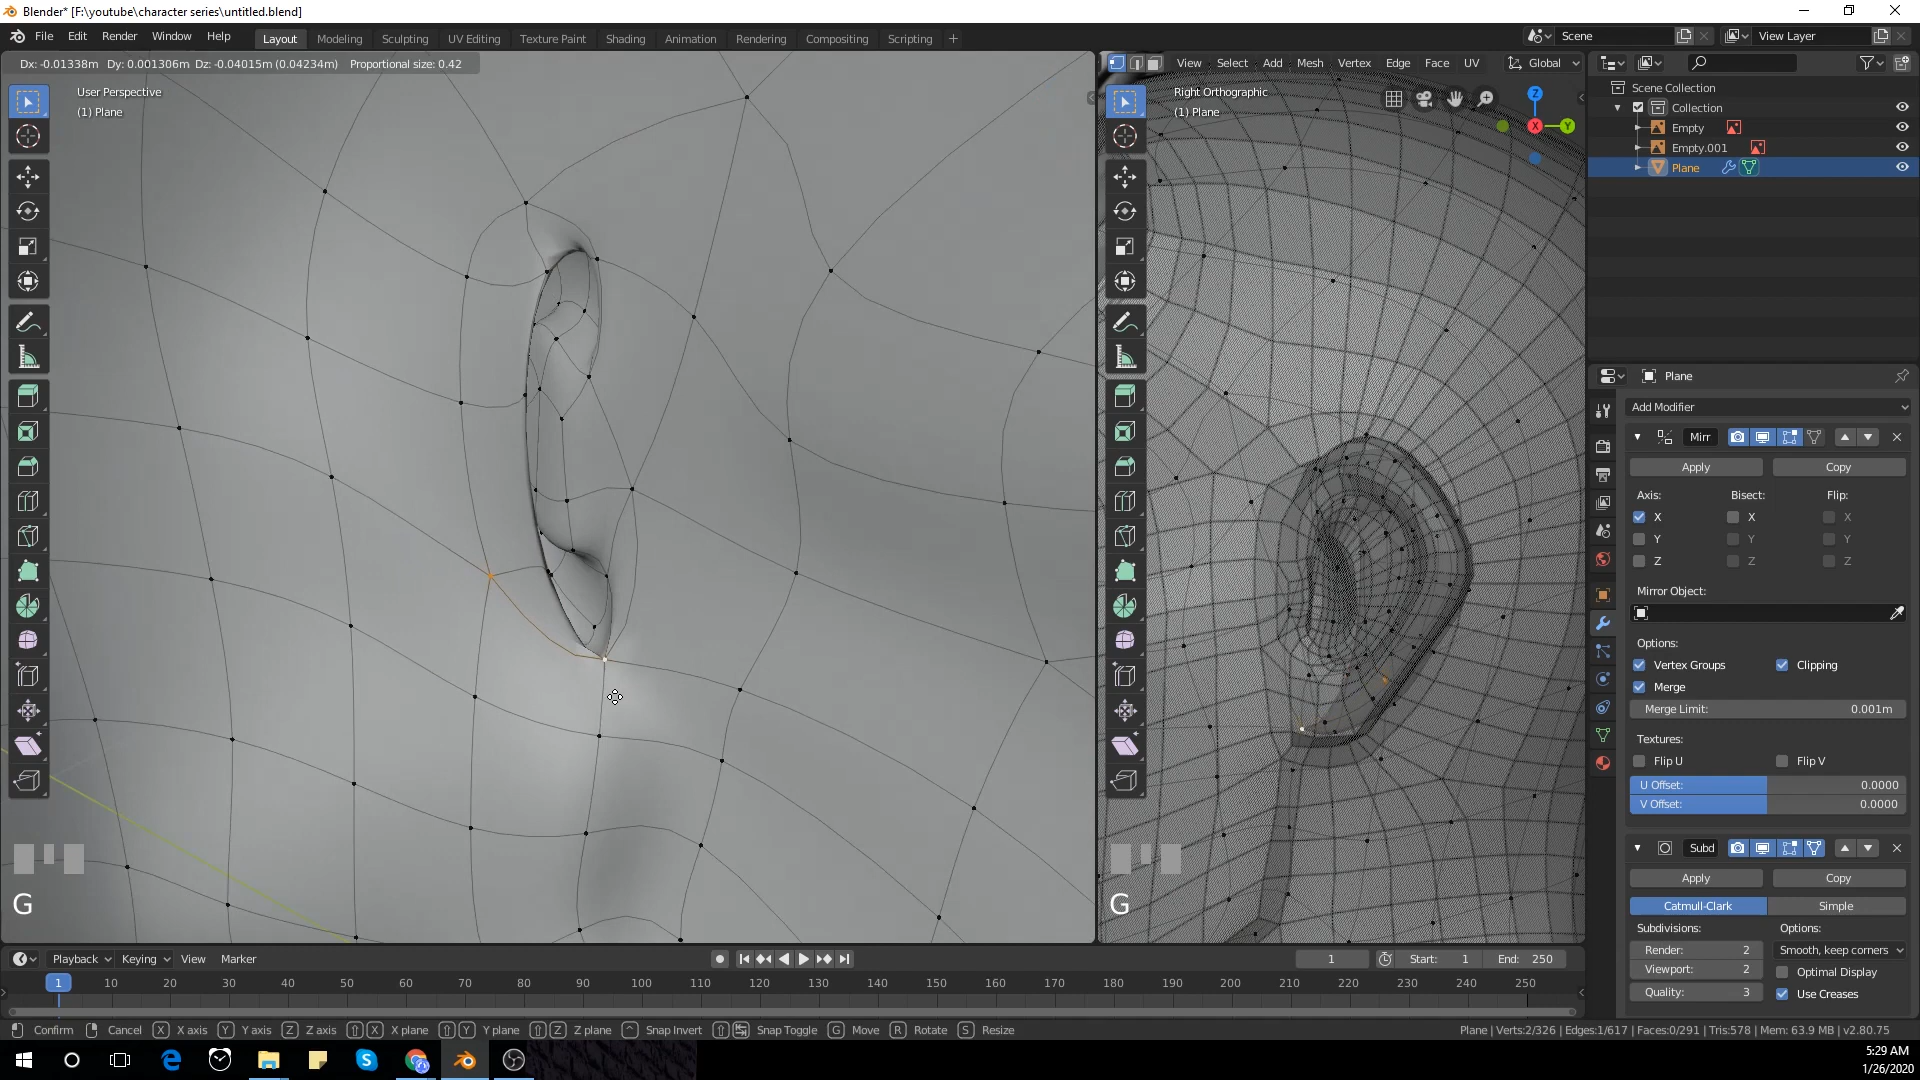 Blender* [F:\youtube\character series\untitled.blend]
File Edit Render Window Help Layout Modeling Sculpting UV Editing Texture Paint Shading Animation Rendering Compositing Scripting + Scene View Layer
Dx: -0.01338m Dy: 0.001306m Dz: -0.04015m (0.04234m) Proportional size: 0.42
View Select Add Mesh Vertex Edge Face UV Global
User Perspective
(1) Plane
Right Orthographic
(1) Plane
Z
X
Y
Scene Collection
Collection
Empty
Empty.001
Plane
Plane
Add Modifier
Mirr
Apply Copy
Axis: Bisect: Flip:
X X X
Y Y Y
Z Z Z
Mirror Object:
Options:
Vertex Groups Clipping
Merge
Merge Limit: 0.001m
Textures:
Flip U Flip V
U Offset: 0.0000
V Offset: 0.0000
Subd
Apply Copy
Catmull-Clark Simple
Subdivisions: Options:
Render: 2 Smooth, keep corners
Viewport: 2 Optimal Display
Quality: 3 Use Creases
G
G
Playback Keying View Marker 1 Start: 1 End: 250
1 10 20 30 40 50 60 70 80 90 100 110 120 130 140 150 160 170 180 190 200 210 220 230 240 250
Confirm Cancel X X axis Y Y axis Z Z axis X X plane Y Y plane Z Z plane Snap Invert Snap Toggle G Move R Rotate S Resize Plane | Verts:2/326 | Edges:1/617 | Faces:0/291 | Tris:578 | Mem: 63.9 MB | v2.80.75
5:29 AM
1/26/2020